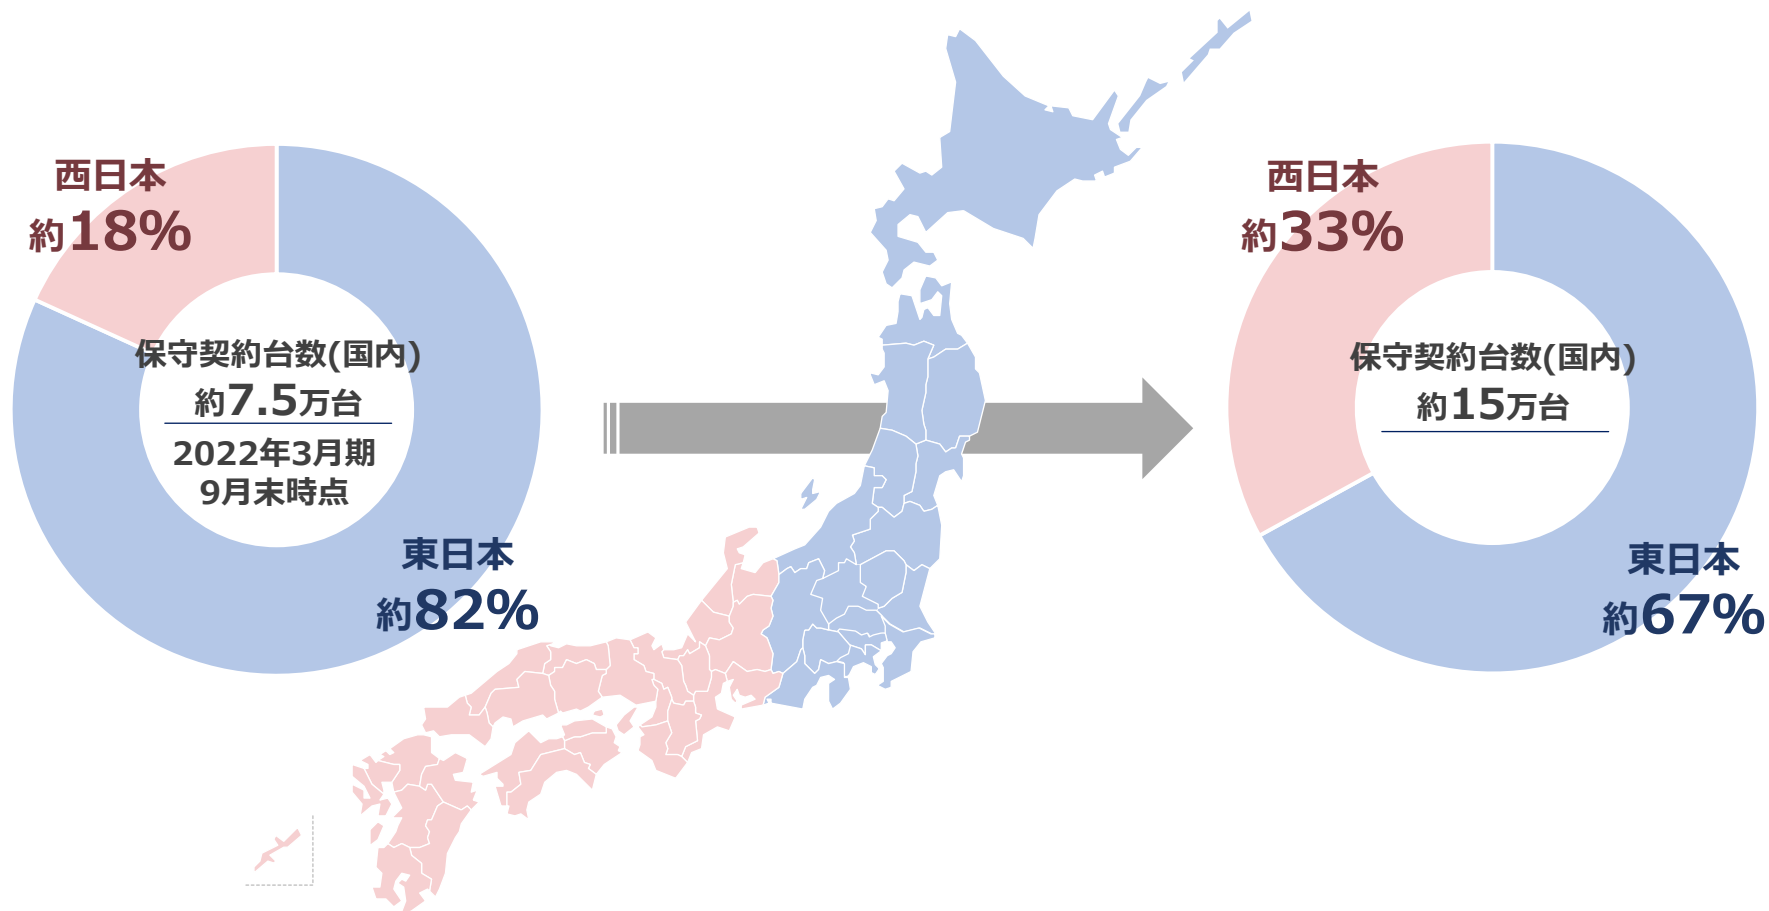 西日本
約18%
保守契約台数(国内)
約7.5万台
2022年3月期
9月末時点
東日本
約82%
西日本
約33%
保守契約台数(国内)
約15万台
東日本
約67%